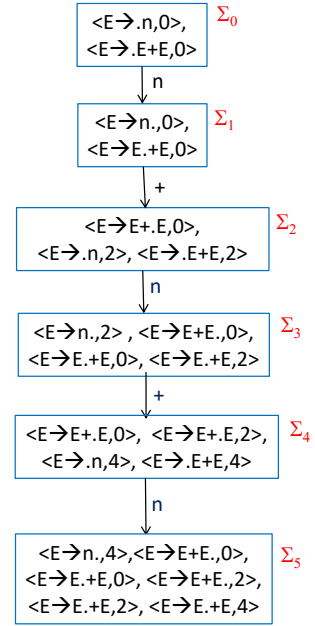 <E→.n,0>, Σ0
<E→.E+E,0>
n
<E→n.,0>, Σ1
<E→E.+E,0>
+
<E→E+.E,0>, Σ2
<E→.n,2>, <E→.E+E,2>
n
<E→n.,2> , <E→E+E.,0>, Σ3
<E→E.+E,0>, <E→E.+E,2>
+
<E→E+.E,0>, <E→E+.E,2>, Σ4
<E→.n,4>, <E→.E+E,4>
n
<E→n.,4>,<E→E+E.,0>,
<E→E.+E,0>, <E→E+E.,2>, Σ5
<E→E.+E,2>, <E→E.+E,4>